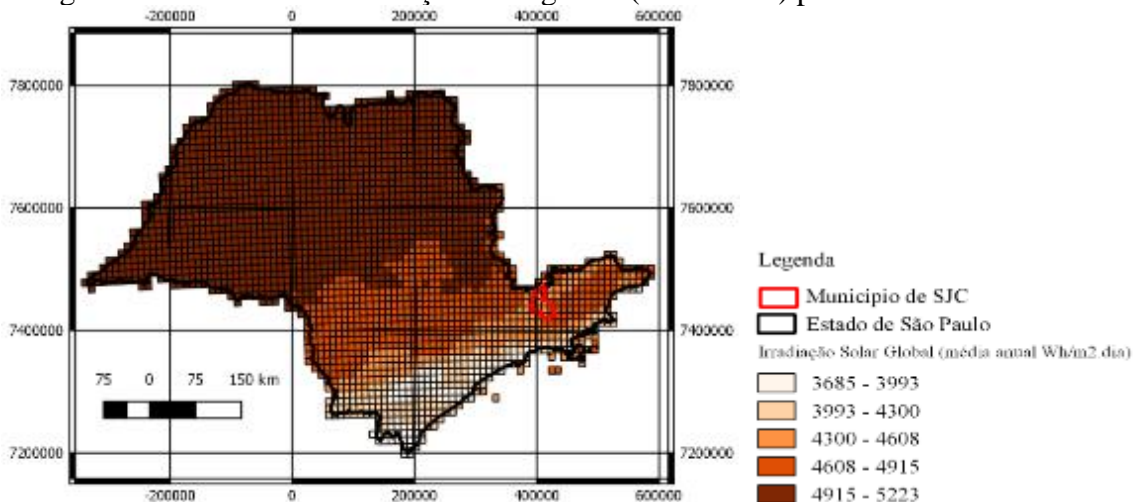 -200000 0 200000 400000 600000
7800000 7800000
7600000 7600000
7400000 7400000
7200000 7200000
75 0 75 150 km
-200000 0 200000 400000 600000
Legenda
Municipio de SJC
Estado de São Paulo
Irradiação Solar Global (média anual Wh/m2.dia)
3685 - 3993
3993 - 4300
4300 - 4608
4608 - 4915
4915 - 5223